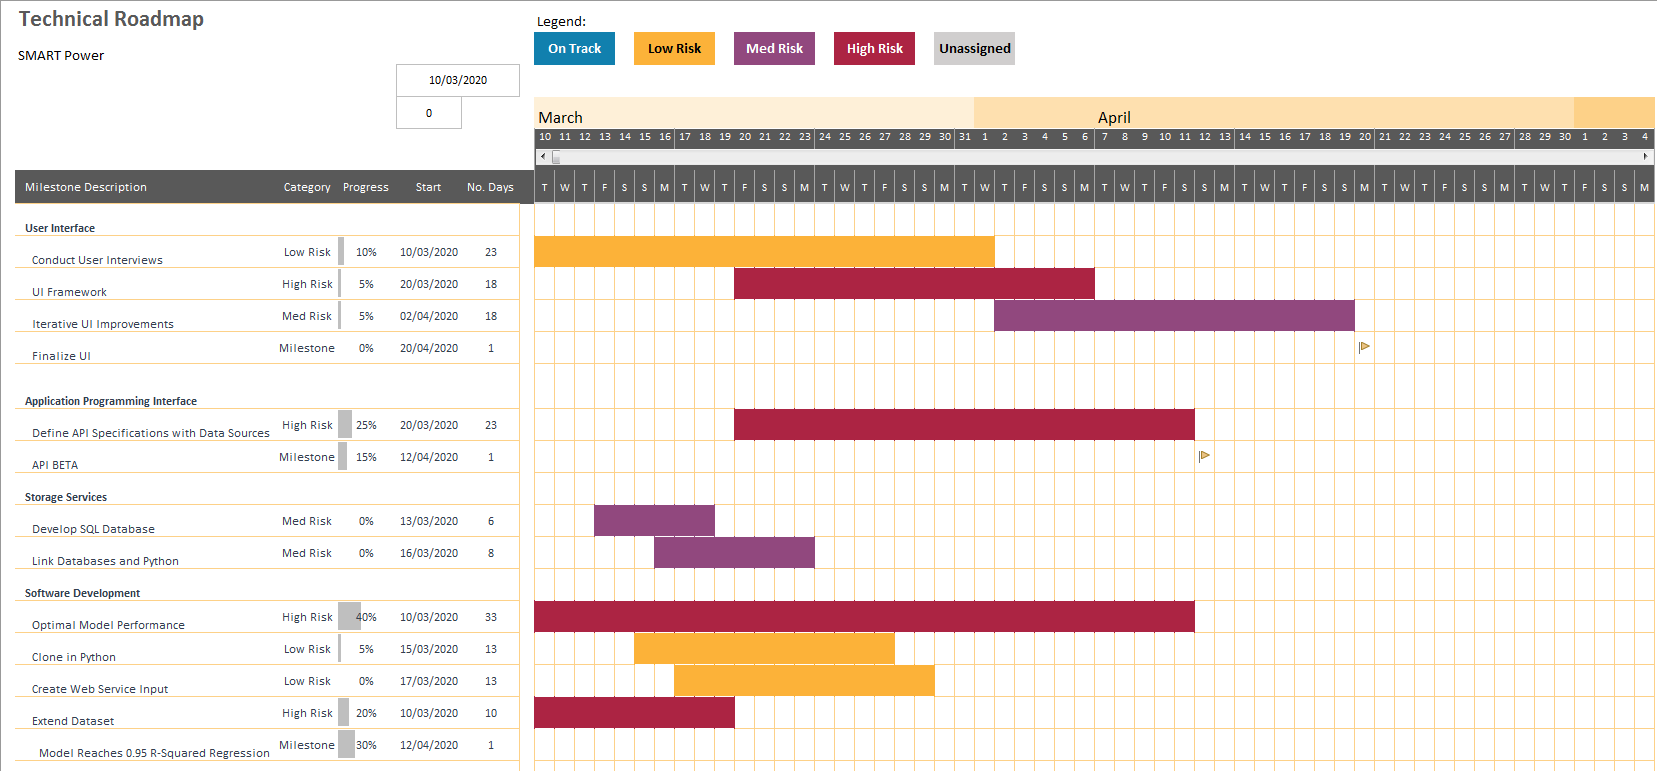 Technical Roadmap
Legend:
On Track Low Risk Med Risk High Risk Unassigned
SMART Power
10/03/2020
0
March April
10 11 12 13 14 15 16 17 18 19 20 21 22 23 24 25 26 27 28 29 30 31 1 2 3 4 5 6 7 8 9 10 11 12 13 14 15 16 17 18 19 20 21 22 23 24 25 26 27 28 29 30 1 2 3 4
Milestone Description Category Progress Start No. Days T W T F S S M T W T F S S M T W T F S S M T W T F S S M T W T F S S M T W T F S S M T W T F S S M T W T F S S M
User Interface
Conduct User Interviews Low Risk 10% 10/03/2020 23
UI Framework High Risk 5% 20/03/2020 18
Iterative UI Improvements Med Risk 5% 02/04/2020 18
Finalize UI Milestone 0% 20/04/2020 1
Application Programming Interface
Define API Specifications with Data Sources High Risk 25% 20/03/2020 23
API BETA Milestone 15% 12/04/2020 1
Storage Services
Develop SQL Database Med Risk 0% 13/03/2020 6
Link Databases and Python Med Risk 0% 16/03/2020 8
Software Development
Optimal Model Performance High Risk 40% 10/03/2020 33
Clone in Python Low Risk 5% 15/03/2020 13
Create Web Service Input Low Risk 0% 17/03/2020 13
Extend Dataset High Risk 20% 10/03/2020 10
Model Reaches 0.95 R-Squared Regression Milestone 30% 12/04/2020 1